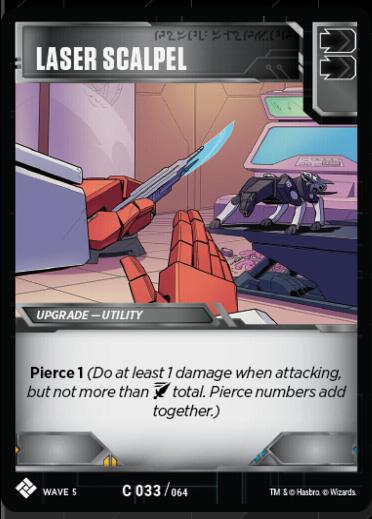 LASER SCALPEL
UPGRADE — UTILITY
Pierce 1 (Do at least 1 damage when attacking,
but not more than total. Pierce numbers add
together.)
WAVE 5 C 033/064 TM & © Hasbro. © Wizards.